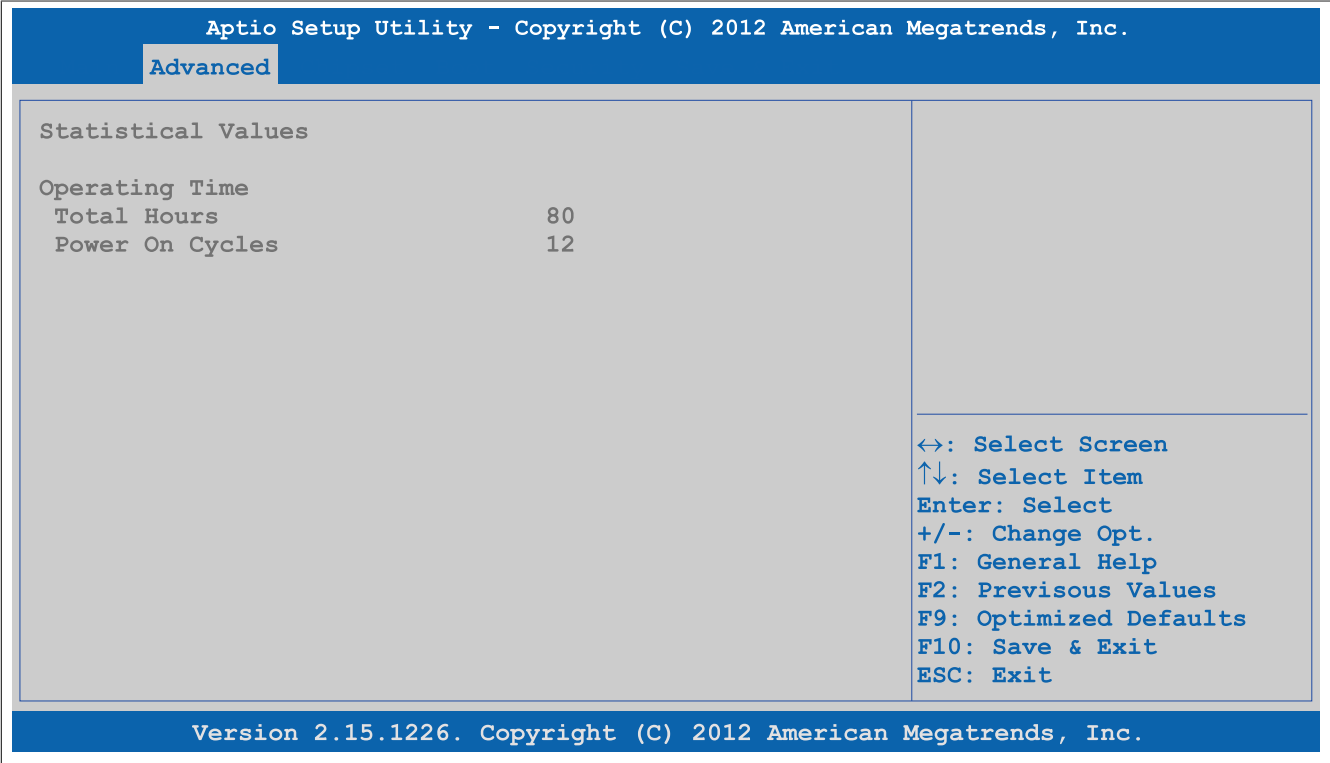 Aptio Setup Utility - Copyright (C) 2012 American Megatrends, Inc.
Advanced
Statistical Values
Operating Time
Total Hours 80
Power On Cycles 12
↔: Select Screen
↑↓: Select Item
Enter: Select
+/-: Change Opt.
F1: General Help
F2: Previsous Values
F9: Optimized Defaults
F10: Save & Exit
ESC: Exit
Version 2.15.1226. Copyright (C) 2012 American Megatrends, Inc.